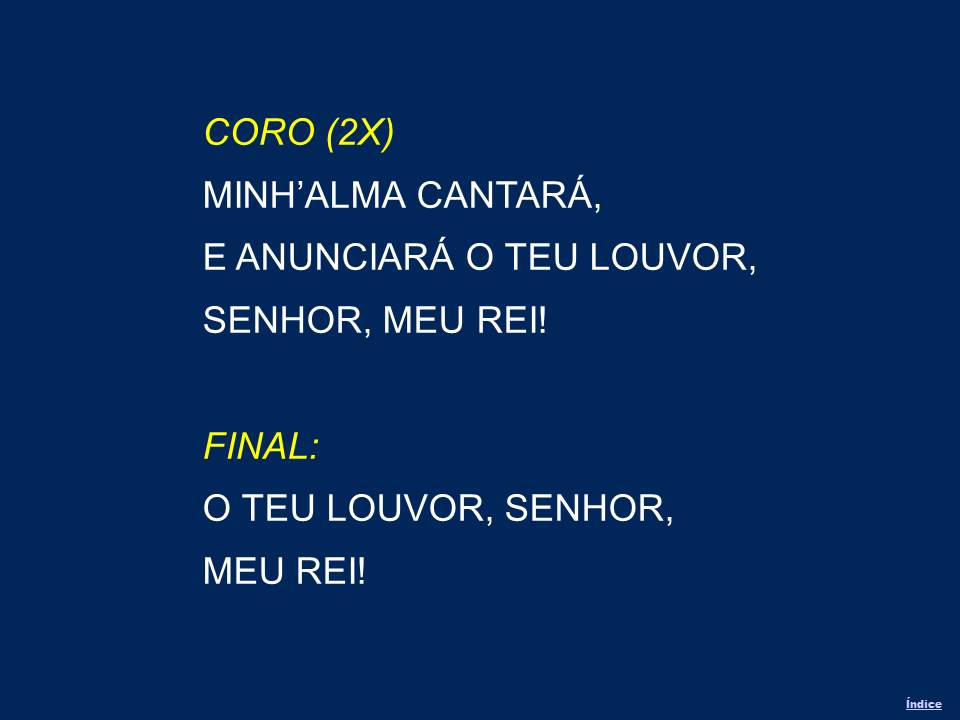 CORO (2X)
MINH’ALMA CANTARÁ,
E ANUNCIARÁ O TEU LOUVOR,
SENHOR, MEU REI!
FINAL:
O TEU LOUVOR, SENHOR,
MEU REI!
Índice